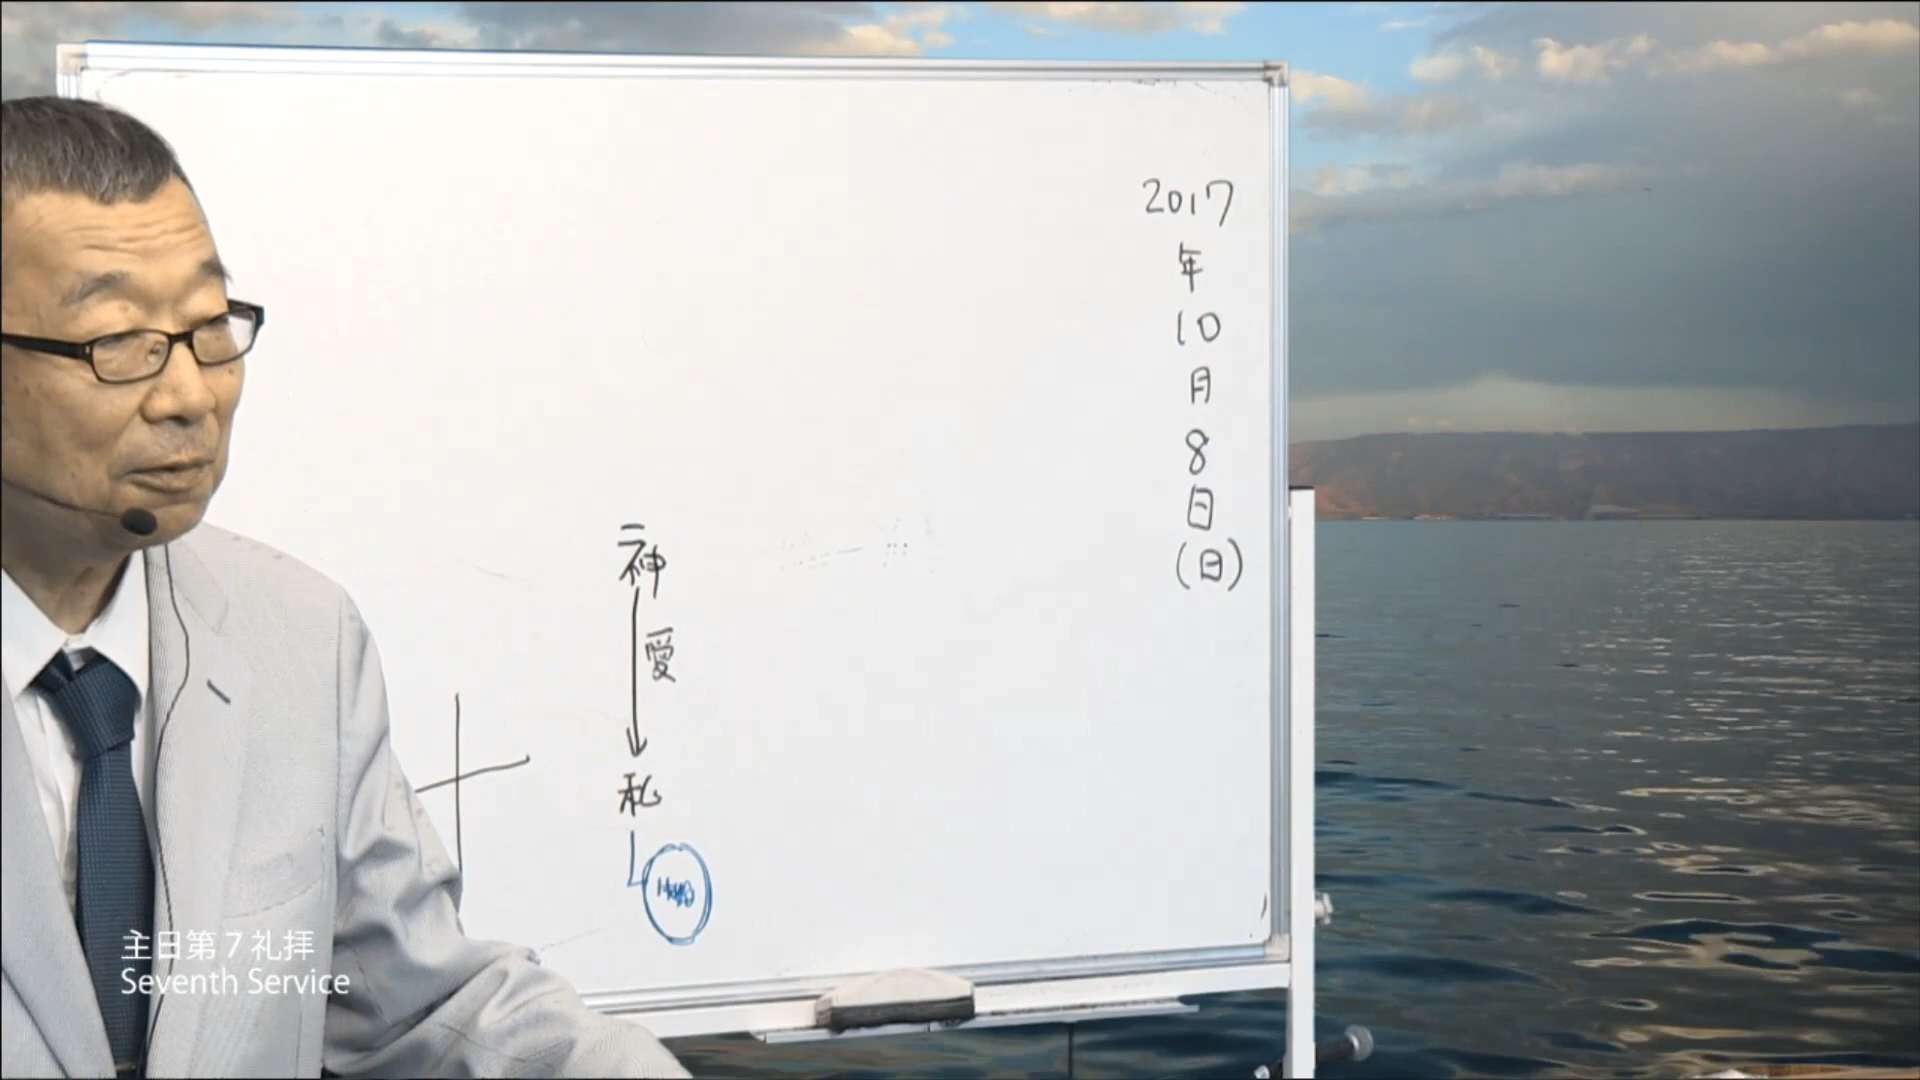 2017
年
10
月
8
日
(日)
神
愛
私
主日第7礼拝
Seventh Service